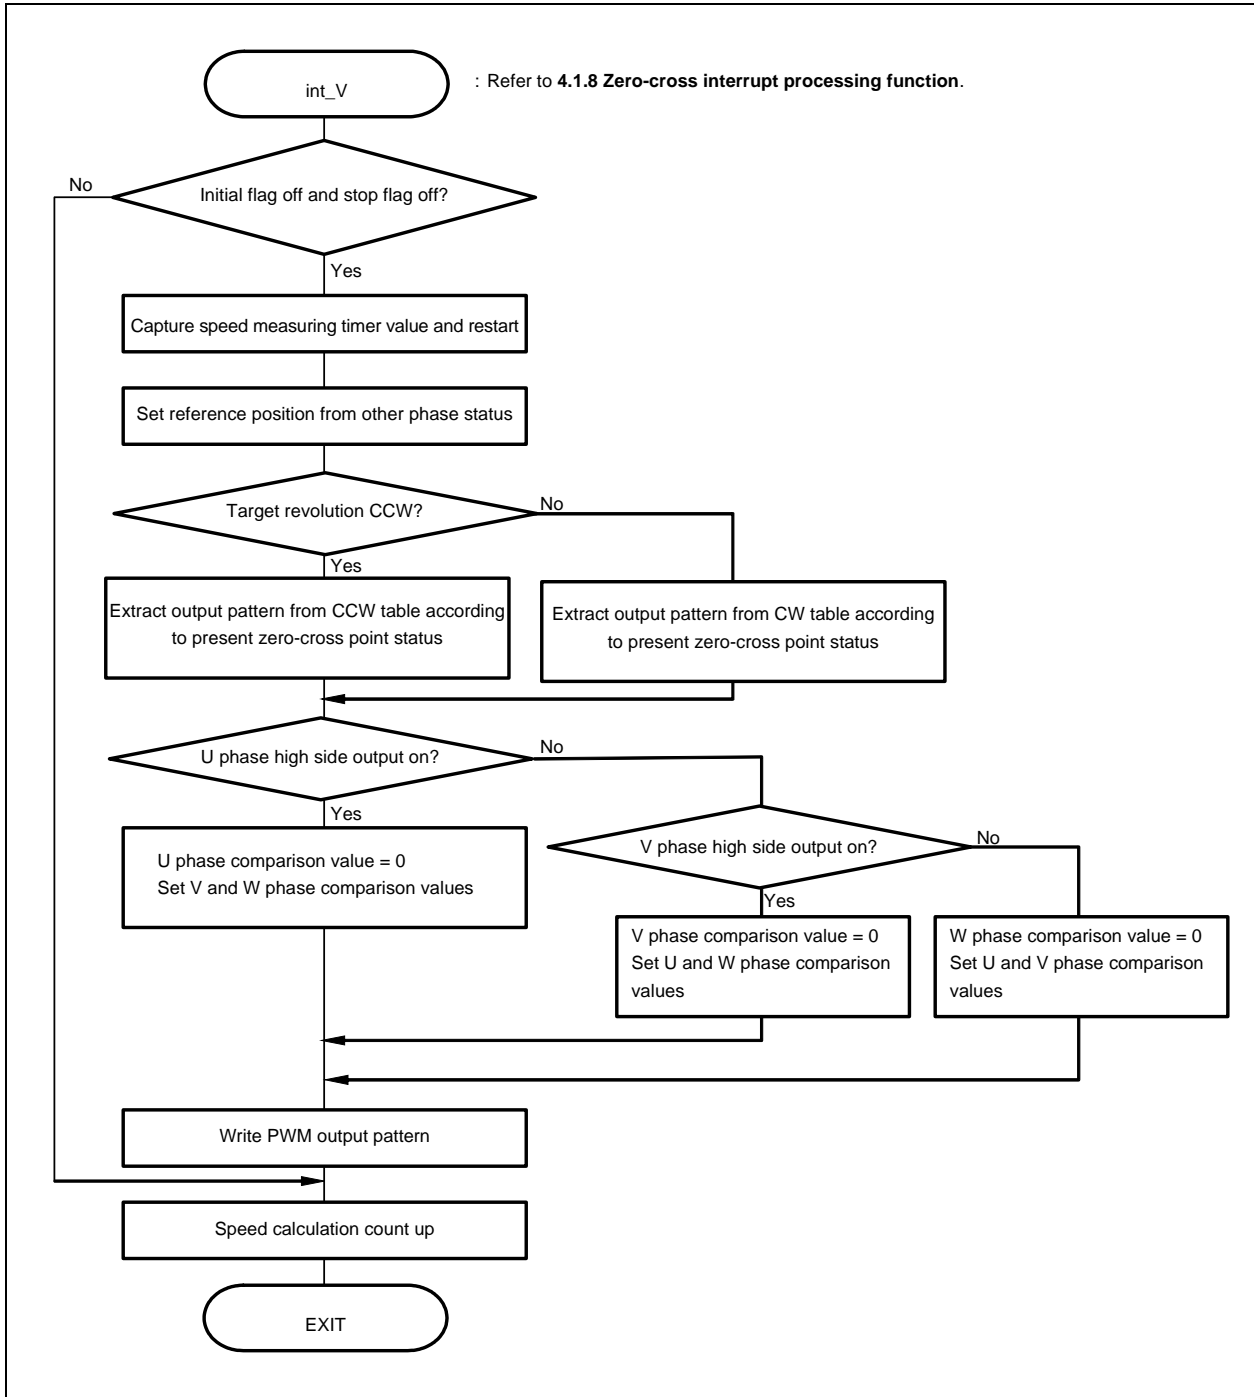 int_V
: Refer to 4.1.8 Zero-cross interrupt processing function.
No
Initial flag off and stop flag off?
Yes
Capture speed measuring timer value and restart
Set reference position from other phase status
Target revolution CCW?
No
Yes
Extract output pattern from CCW table according
to present zero-cross point status
Extract output pattern from CW table according
to present zero-cross point status
U phase high side output on?
No
Yes
U phase comparison value = 0
Set V and W phase comparison values
V phase high side output on?
No
Yes
V phase comparison value = 0
Set U and W phase comparison
values
W phase comparison value = 0
Set U and V phase comparison
values
Write PWM output pattern
Speed calculation count up
EXIT